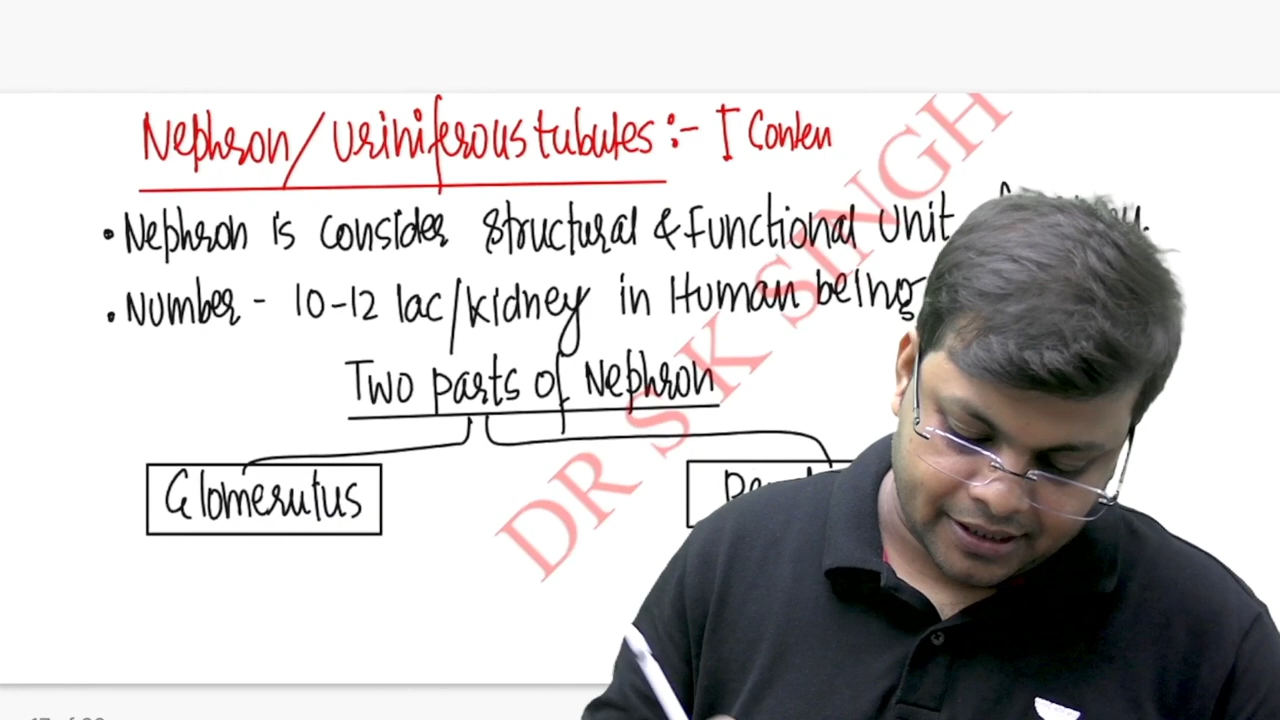 Nephron/Uriniferous tubules:- I Conten
• Nephron is consider structural & Functional unit
• Number - 10-12 lac/kidney in Human being
Two parts of Nephron
Glomerulus
DR S K SINGH